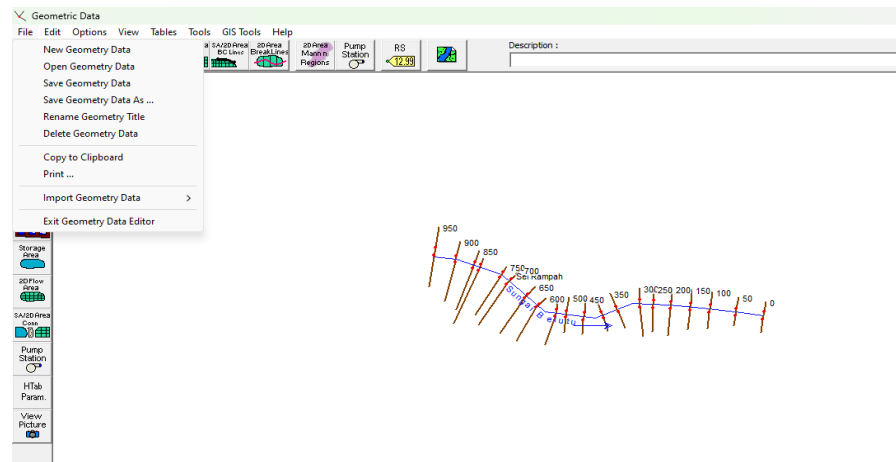 Geometric Data
File Edit Options View Tables Tools GIS Tools Help
New Geometry Data
Open Geometry Data
Save Geometry Data
Save Geometry Data As ...
Rename Geometry Title
Delete Geometry Data
Copy to Clipboard
Print ...
Import Geometry Data
Exit Geometry Data Editor
SA/2D Area
BC Lines
2D Area
BreakLines
2D Area
Mann n
Regions
Pump
Station
RS
12.99
Description :
Storage
Area
2D Flow
Area
SA/2D Area
Conn
Pump
Station
HTab
Param.
View
Picture
950
900
850
750
700
Sei Rampah
650
600
500
450
350
300
250
200
150
100
50
0
Sungai Belutu